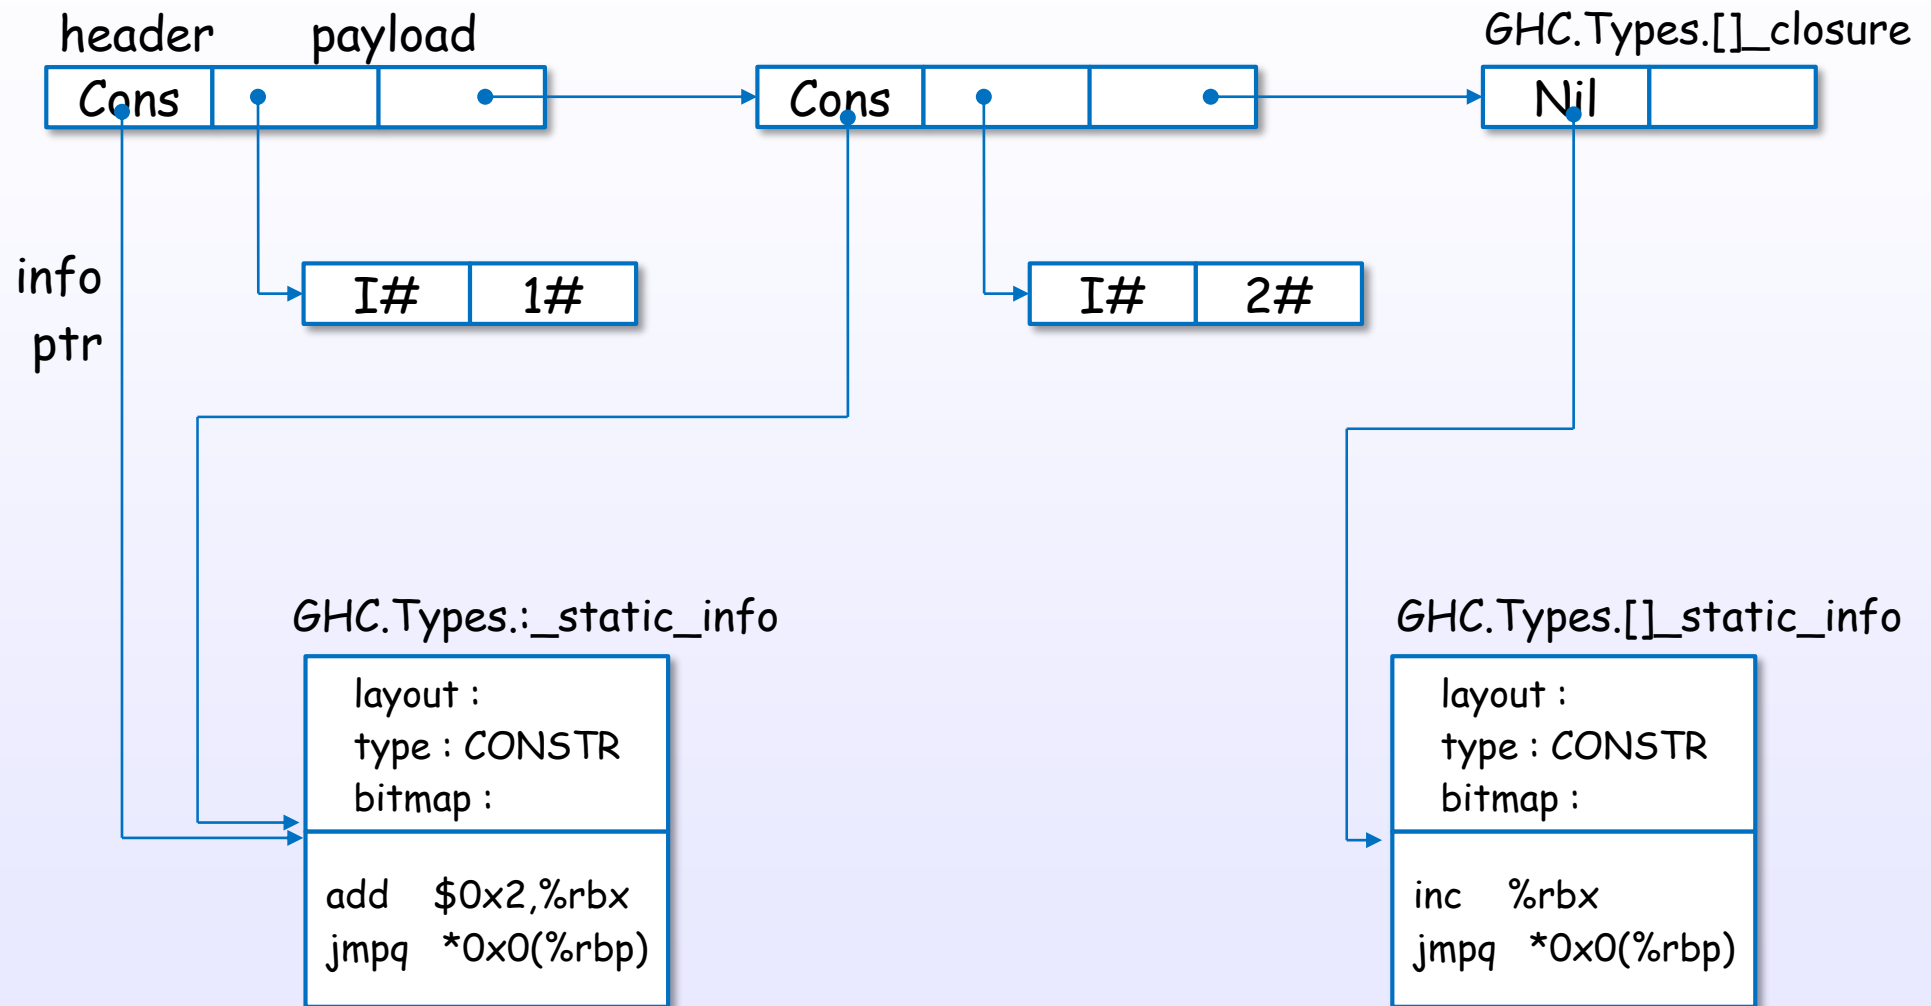 header payload GHC.Types.[]_closure
Cons Cons Nil
info
ptr
I# 1# I# 2#
GHC.Types.:_static_info GHC.Types.[]_static_info
layout :
type : CONSTR
bitmap :
add $0x2,%rbx
jmpq *0x0(%rbp)
layout :
type : CONSTR
bitmap :
inc %rbx
jmpq *0x0(%rbp)